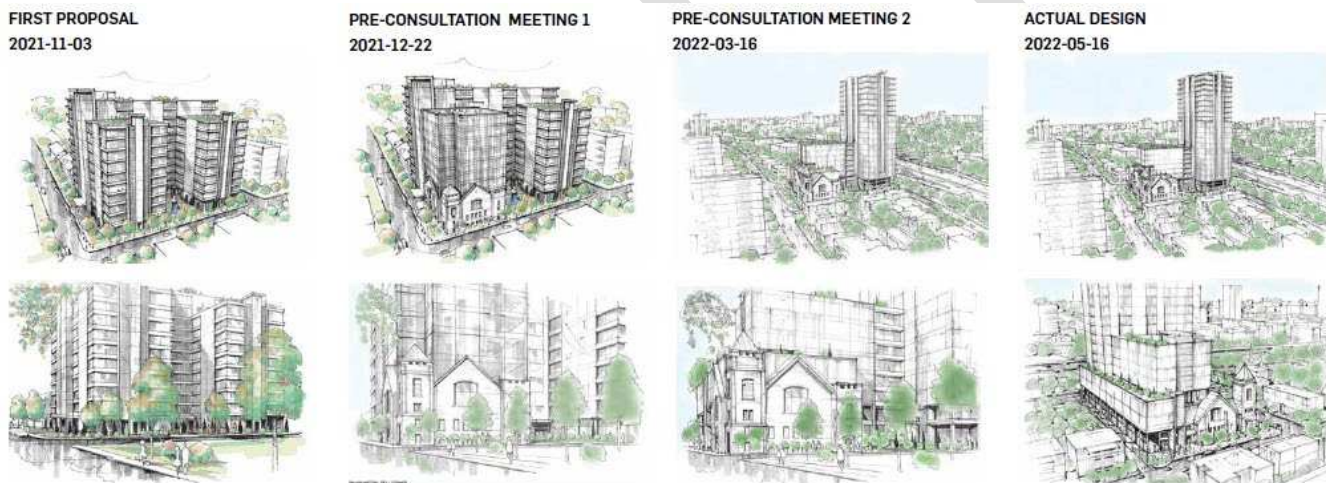 FIRST PROPOSAL
2021-11-03
PRE-CONSULTATION MEETING 1
2021-12-22
PRE-CONSULTATION MEETING 2
2022-03-16
ACTUAL DESIGN
2022-05-16